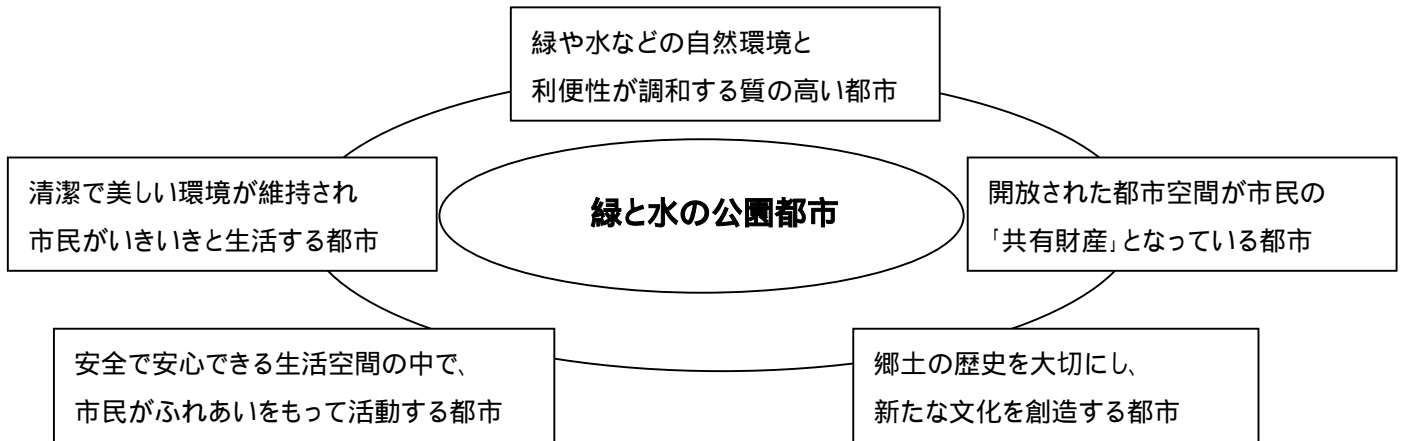 緑や水などの自然環境と
利便性が調和する質の高い都市
清潔で美しい環境が維持され
市民がいきいきと生活する都市
緑と水の公園都市
開放された都市空間が市民の
「共有財産」となっている都市
安全で安心できる生活空間の中で、
市民がふれあいをもって活動する都市
郷土の歴史を大切にし、
新たな文化を創造する都市